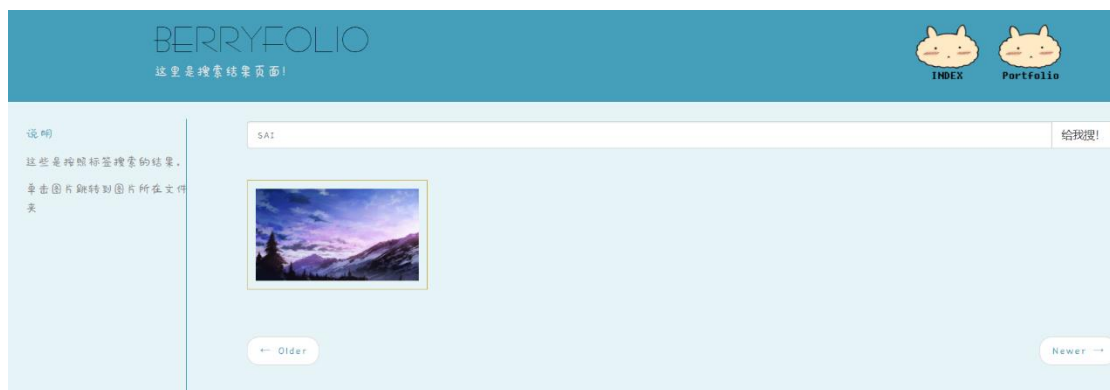 BERRYFOLIO
这里是搜索结果页面!
INDEX
Portfolio
说明
这些是按照标签搜索的结果。
单击图片跳转到图片所在文件
夹
SAI
给我搜!
← Older
Newer →